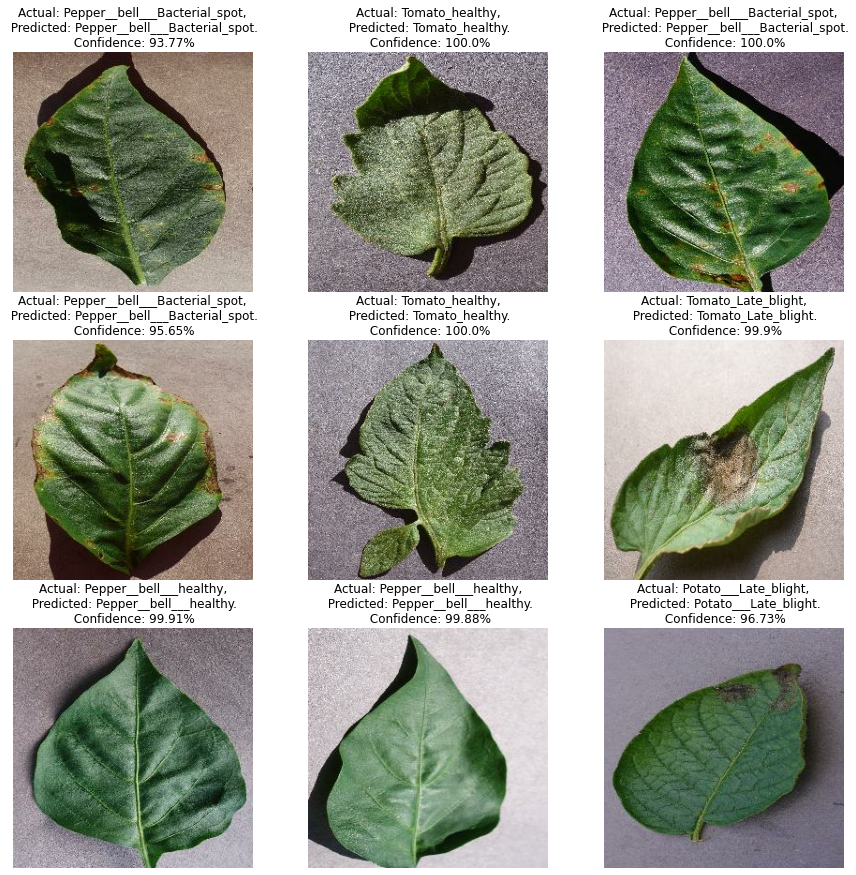 Actual: Pepper__bell___Bacterial_spot,
Predicted: Pepper__bell___Bacterial_spot.
Confidence: 93.77%
Actual: Tomato_healthy,
Predicted: Tomato_healthy.
Confidence: 100.0%
Actual: Pepper__bell___Bacterial_spot,
Predicted: Pepper__bell___Bacterial_spot.
Confidence: 100.0%
Actual: Pepper__bell___Bacterial_spot,
Predicted: Pepper__bell___Bacterial_spot.
Confidence: 95.65%
Actual: Tomato_healthy,
Predicted: Tomato_healthy.
Confidence: 100.0%
Actual: Tomato_Late_blight,
Predicted: Tomato_Late_blight.
Confidence: 99.9%
Actual: Pepper__bell___healthy,
Predicted: Pepper__bell___healthy.
Confidence: 99.91%
Actual: Pepper__bell___healthy,
Predicted: Pepper__bell___healthy.
Confidence: 99.88%
Actual: Potato___Late_blight,
Predicted: Potato___Late_blight.
Confidence: 96.73%